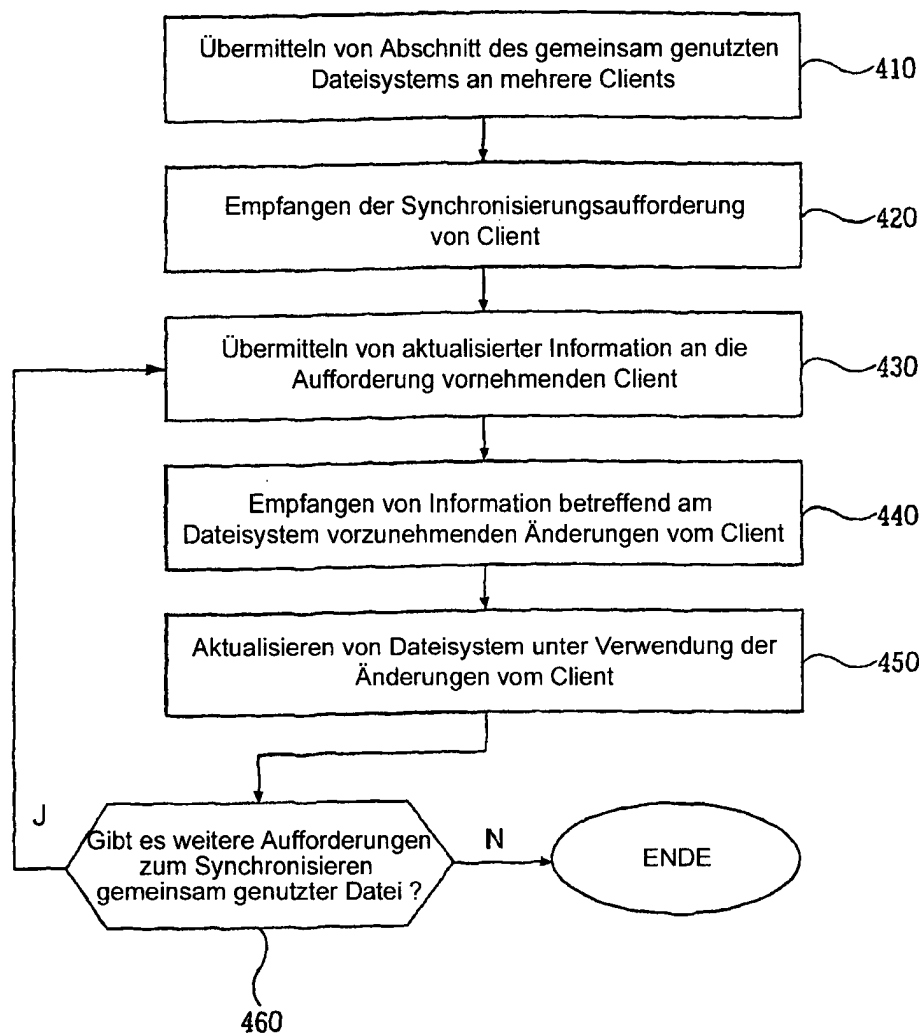 Übermitteln von Abschnitt des gemeinsam genutzten
Dateisystems an mehrere Clients
410
Empfangen der Synchronisierungsaufforderung
von Client
420
Übermitteln von aktualisierter Information an die
Aufforderung vornehmenden Client
430
Empfangen von Information betreffend am
Dateisystem vorzunehmenden Änderungen vom Client
440
Aktualisieren von Dateisystem unter Verwendung der
Änderungen vom Client
450
J
Gibt es weitere Aufforderungen
zum Synchronisieren
gemeinsam genutzter Datei ?
N
ENDE
460